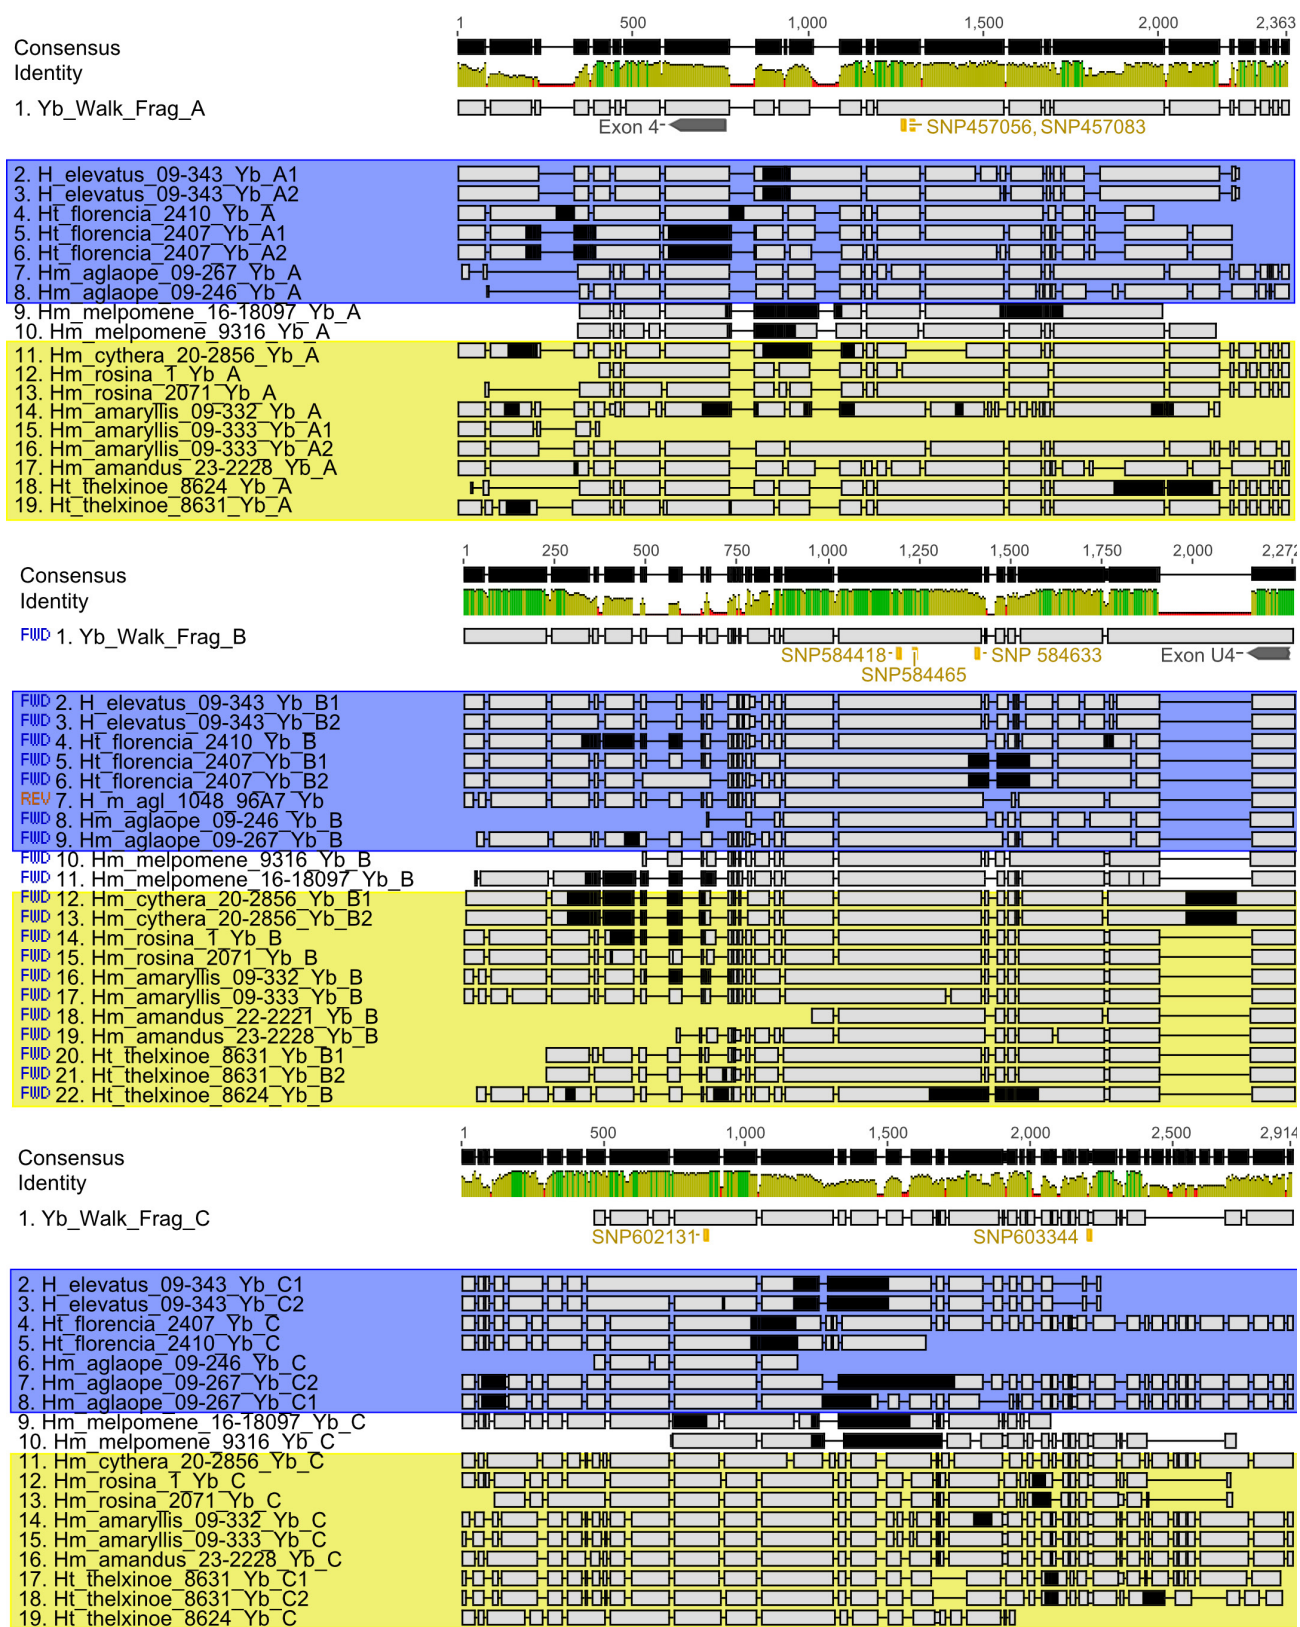 1 500 1,000 1,500 2,000 2,363
Consensus
Identity
1. Yb_Walk_Frag_A
Exon 4
SNP457056, SNP457083
2. H_elevatus_09-343_Yb_A1
3. H_elevatus_09-343_Yb_A2
4. Ht_florencia_2410_Yb_A
5. Ht_florencia_2407_Yb_A1
6. Ht_florencia_2407_Yb_A2
7. Hm_aglaope_09-267_Yb_A
8. Hm_aglaope_09-246_Yb_A
9. Hm_melpomene_16-18097_Yb_A
10. Hm_melpomene_9316_Yb_A
11. Hm_cythera_20-2856_Yb_A
12. Hm_rosina_1_Yb_A
13. Hm_rosina_2071_Yb_A
14. Hm_amaryllis_09-332_Yb_A
15. Hm_amaryllis_09-333_Yb_A1
16. Hm_amaryllis_09-333_Yb_A2
17. Hm_amandus_23-2228_Yb_A
18. Ht_thelxinoe_8624_Yb_A
19. Ht_thelxinoe_8631_Yb_A
1 250 500 750 1,000 1,250 1,500 1,750 2,000 2,272
Consensus
Identity
FWD 1. Yb_Walk_Frag_B
SNP584418 SNP 584633 Exon U4
SNP584465
FWD 2. H_elevatus_09-343_Yb_B1
FWD 3. H_elevatus_09-343_Yb_B2
FWD 4. Ht_florencia_2410_Yb_B
FWD 5. Ht_florencia_2407_Yb_B1
FWD 6. Ht_florencia_2407_Yb_B2
REV 7. H_m_agl_1048_96A7_Yb
FWD 8. Hm_aglaope_09-246_Yb_B
FWD 9. Hm_aglaope_09-267_Yb_B
FWD 10. Hm_melpomene_9316_Yb_B
FWD 11. Hm_melpomene_16-18097_Yb_B
FWD 12. Hm_cythera_20-2856_Yb_B1
FWD 13. Hm_cythera_20-2856_Yb_B2
FWD 14. Hm_rosina_1_Yb_B
FWD 15. Hm_rosina_2071_Yb_B
FWD 16. Hm_amaryllis_09-332_Yb_B
FWD 17. Hm_amaryllis_09-333_Yb_B
FWD 18. Hm_amandus_22-2221_Yb_B
FWD 19. Hm_amandus_23-2228_Yb_B
FWD 20. Ht_thelxinoe_8631_Yb_B1
FWD 21. Ht_thelxinoe_8631_Yb_B2
FWD 22. Ht_thelxinoe_8624_Yb_B
1 500 1,000 1,500 2,000 2,500 2,914
Consensus
Identity
1. Yb_Walk_Frag_C
SNP602131 SNP603344
2. H_elevatus_09-343_Yb_C1
3. H_elevatus_09-343_Yb_C2
4. Ht_florencia_2407_Yb_C
5. Ht_florencia_2410_Yb_C
6. Hm_aglaope_09-246_Yb_C
7. Hm_aglaope_09-267_Yb_C2
8. Hm_aglaope_09-267_Yb_C1
9. Hm_melpomene_16-18097_Yb_C
10. Hm_melpomene_9316_Yb_C
11. Hm_cythera_20-2856_Yb_C
12. Hm_rosina_1_Yb_C
13. Hm_rosina_2071_Yb_C
14. Hm_amaryllis_09-332_Yb_C
15. Hm_amaryllis_09-333_Yb_C
16. Hm_amandus_23-2228_Yb_C
17. Ht_thelxinoe_8631_Yb_C1
18. Ht_thelxinoe_8631_Yb_C2
19. Ht_thelxinoe_8624_Yb_C